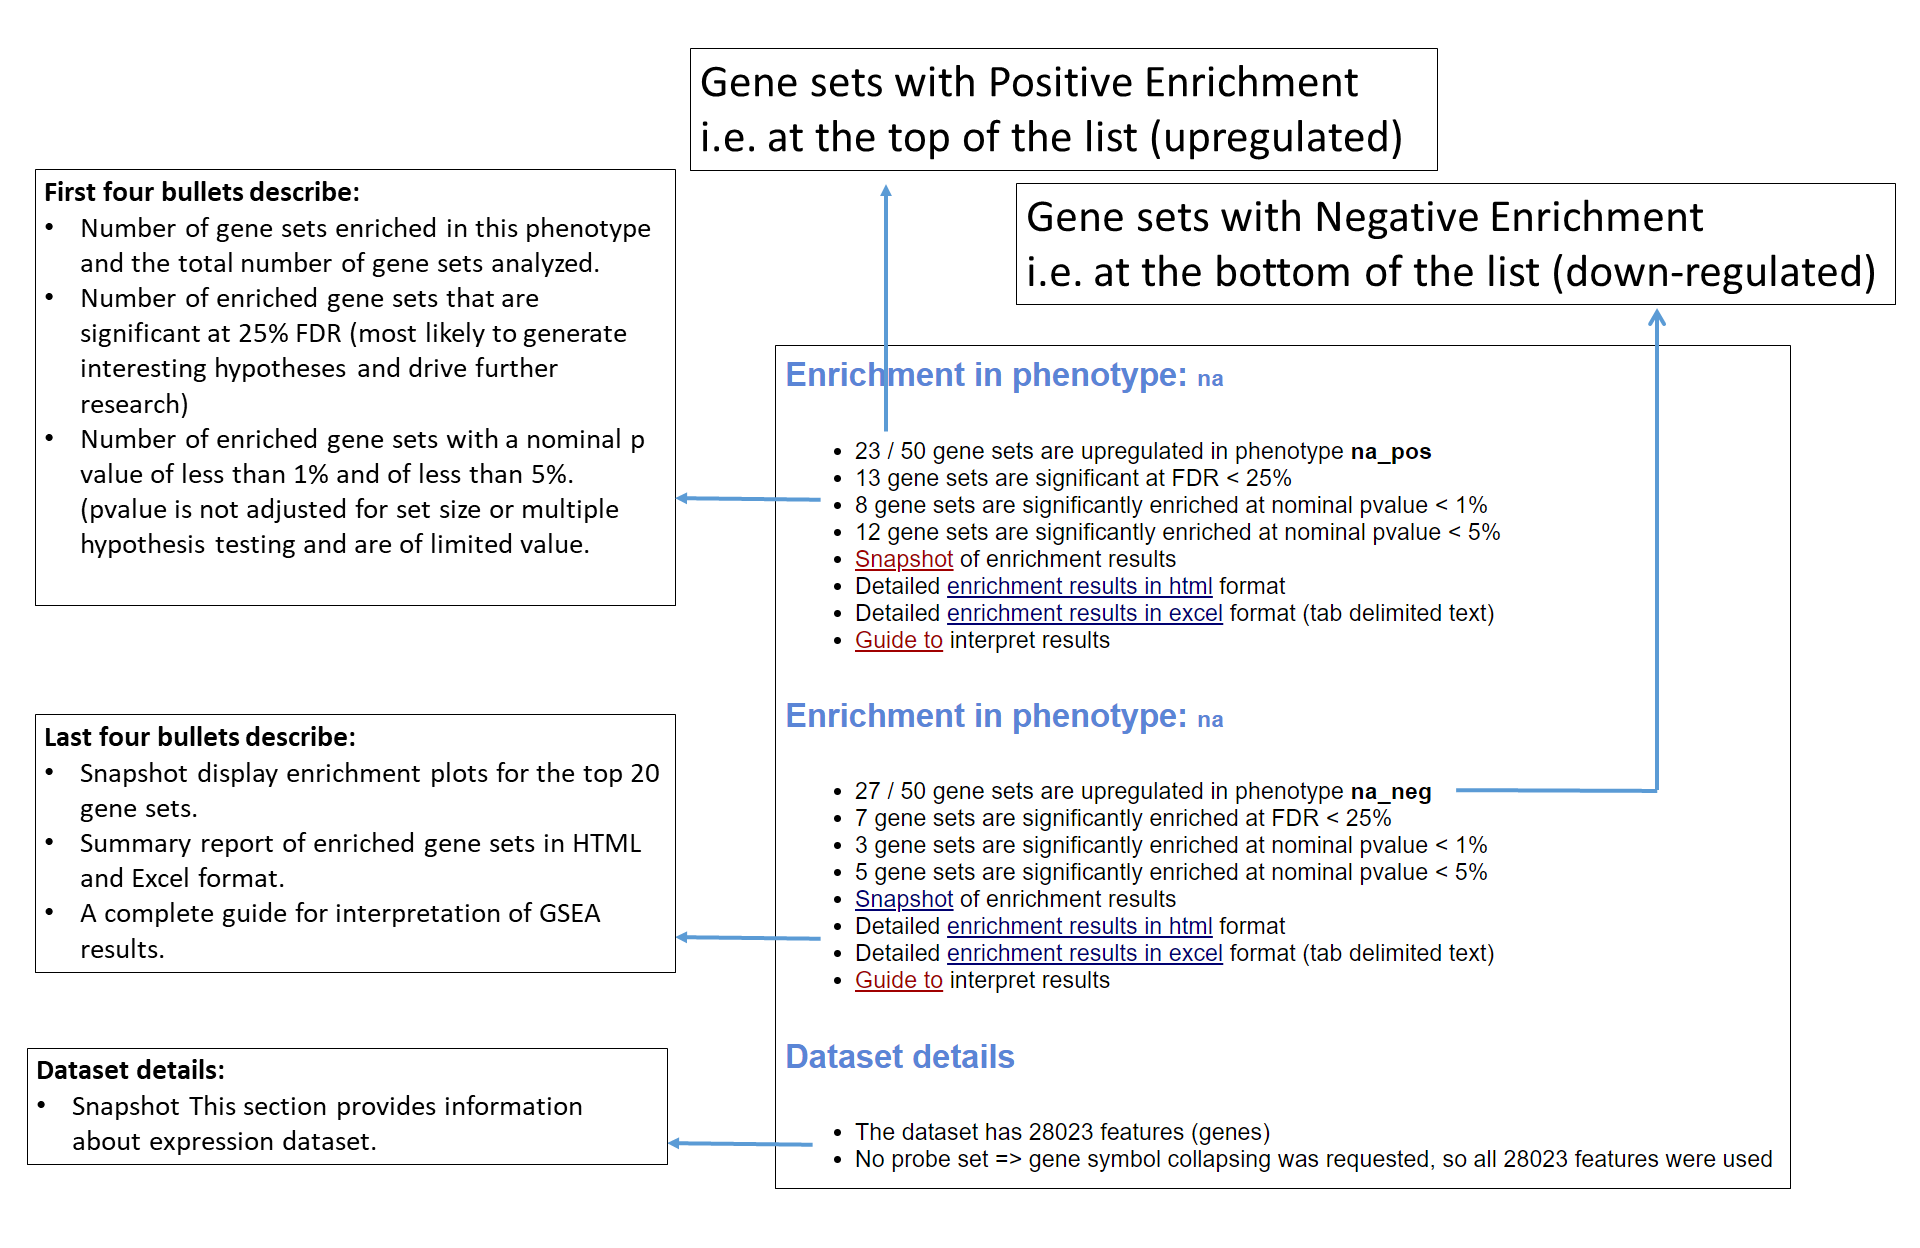 Gene sets with Positive Enrichment
i.e. at the top of the list (upregulated)
Gene sets with Negative Enrichment
i.e. at the bottom of the list (down-regulated)
First four bullets describe:
• Number of gene sets enriched in this phenotype
and the total number of gene sets analyzed.
• Number of enriched gene sets that are
significant at 25% FDR (most likely to generate
interesting hypotheses and drive further
research)
• Number of enriched gene sets with a nominal p
value of less than 1% and of less than 5%.
(pvalue is not adjusted for set size or multiple
hypothesis testing and are of limited value.
Last four bullets describe:
• Snapshot display enrichment plots for the top 20
gene sets.
• Summary report of enriched gene sets in HTML
and Excel format.
• A complete guide for interpretation of GSEA
results.
Dataset details:
• Snapshot This section provides information
about expression dataset.
Enrichment in phenotype: na
• 23 / 50 gene sets are upregulated in phenotype na_pos
• 13 gene sets are significant at FDR < 25%
• 8 gene sets are significantly enriched at nominal pvalue < 1%
• 12 gene sets are significantly enriched at nominal pvalue < 5%
• Snapshot of enrichment results
• Detailed enrichment results in html format
• Detailed enrichment results in excel format (tab delimited text)
• Guide to interpret results
Enrichment in phenotype: na
• 27 / 50 gene sets are upregulated in phenotype na_neg
• 7 gene sets are significantly enriched at FDR < 25%
• 3 gene sets are significantly enriched at nominal pvalue < 1%
• 5 gene sets are significantly enriched at nominal pvalue < 5%
• Snapshot of enrichment results
• Detailed enrichment results in html format
• Detailed enrichment results in excel format (tab delimited text)
• Guide to interpret results
Dataset details
• The dataset has 28023 features (genes)
• No probe set => gene symbol collapsing was requested, so all 28023 features were used